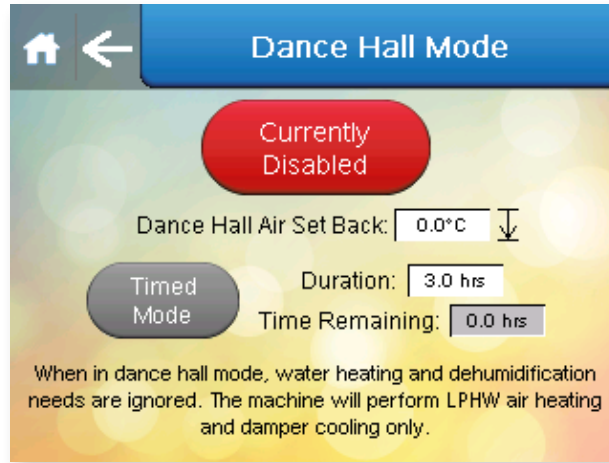 Dance Hall Mode
Currently
Disabled
Dance Hall Air Set Back: 0.0°C
Timed
Mode
Duration: 3.0 hrs
Time Remaining: 0.0 hrs
When in dance hall mode, water heating and dehumidification
needs are ignored. The machine will perform LPHW air heating
and damper cooling only.